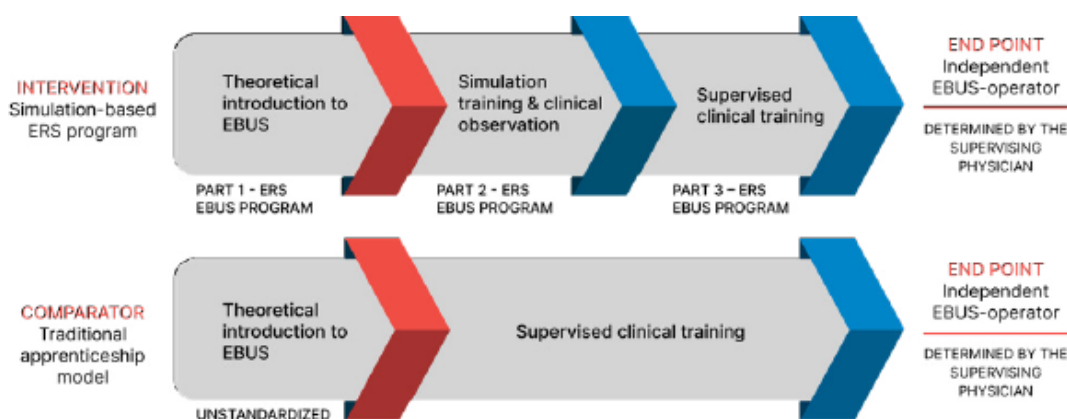 INTERVENTION
Simulation-based
ERS program
Theoretical
introduction to
EBUS
Simulation
training & clinical
observation
Supervised
clinical training
END POINT
Independent
EBUS-operator
DETERMINED BY THE
SUPERVISING
PHYSICIAN
PART 1 - ERS
EBUS PROGRAM
PART 2 - ERS
EBUS PROGRAM
PART 3 – ERS
EBUS PROGRAM
COMPARATOR
Traditional
apprenticeship
model
Theoretical
introduction to
EBUS
Supervised clinical training
END POINT
Independent
EBUS-operator
DETERMINED BY THE
SUPERVISING
PHYSICIAN
UNSTANDARDIZED